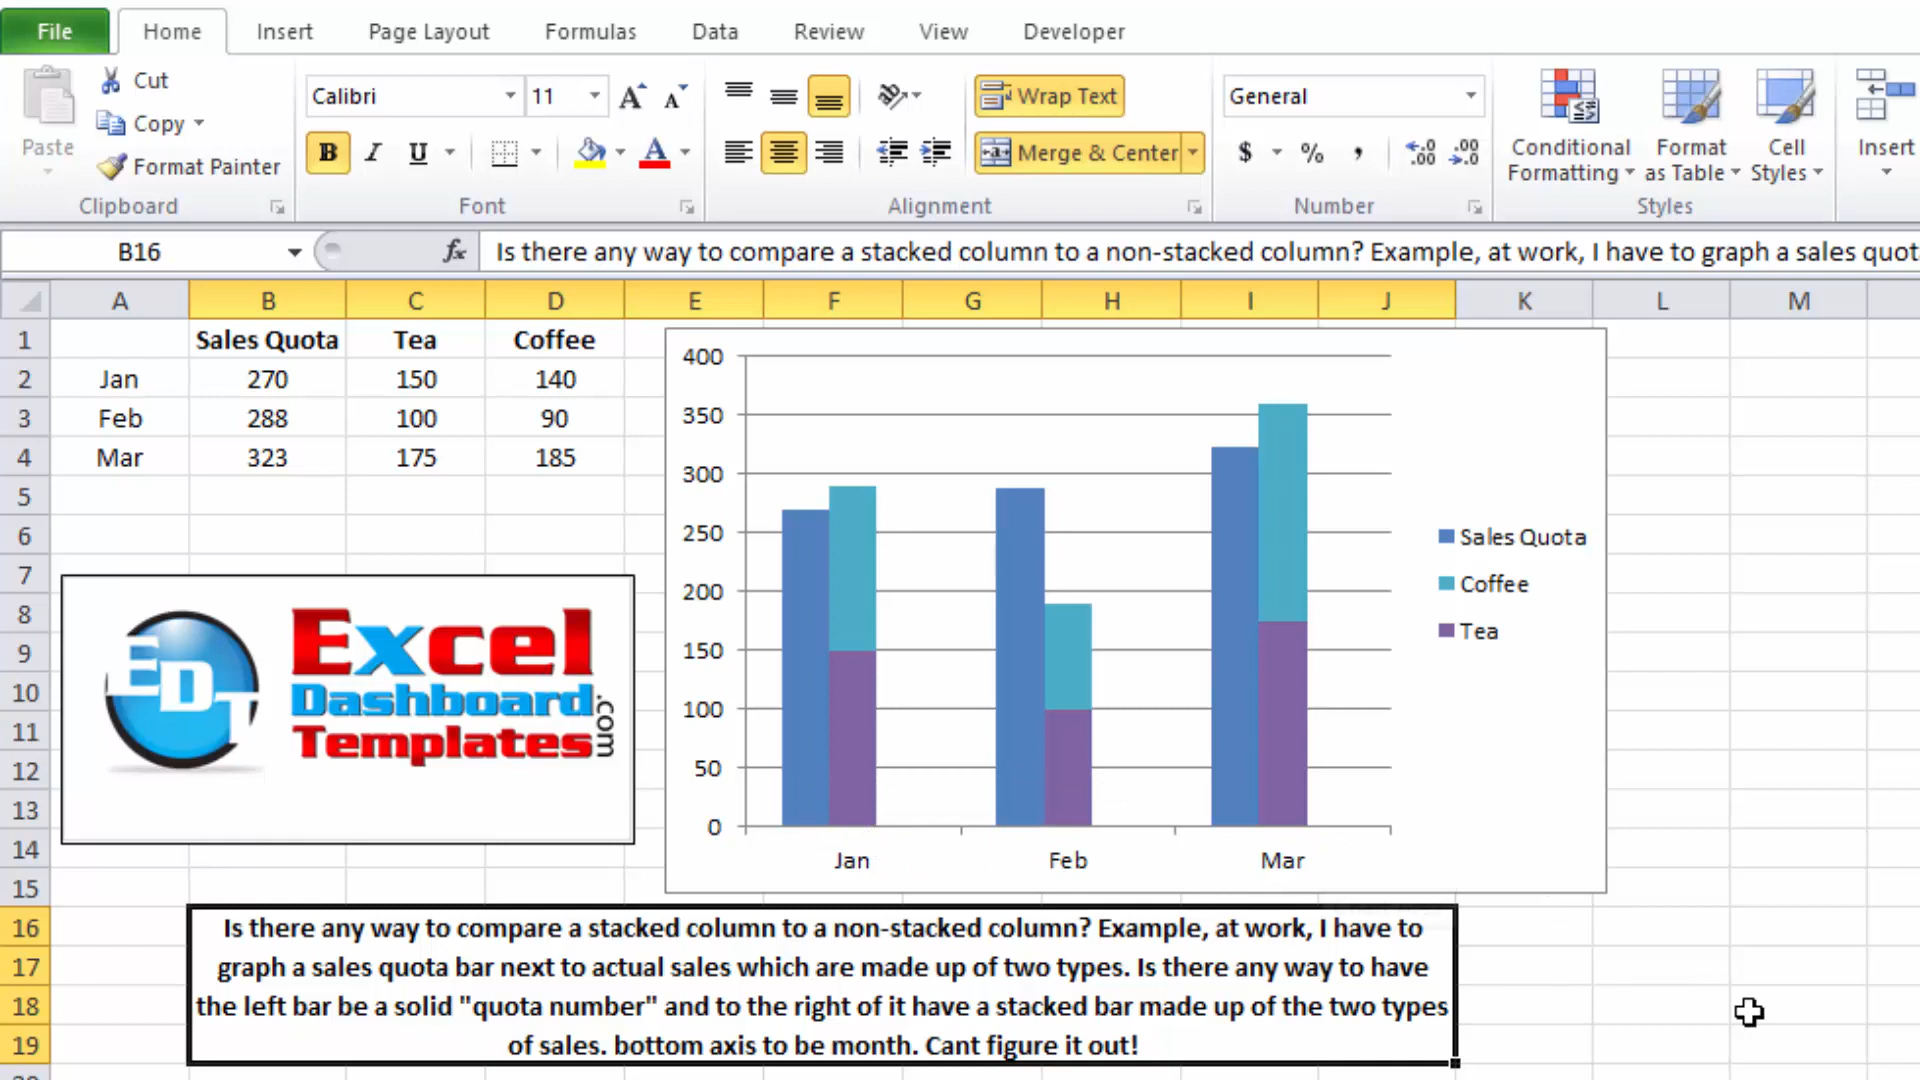 File Home Insert Page Layout Formulas Data Review View Developer
Cut
Copy
Format Painter
Paste
Clipboard
Calibri 11
B I U
Font
Wrap Text
Merge & Center
Alignment
General
$ % , .00 .00
Number
Conditional Formatting
Format as Table
Cell Styles
Styles
Insert
B16 fx Is there any way to compare a stacked column to a non-stacked column? Example, at work, I have to graph a sales quot
A B C D E F G H I J K L M
1 Sales Quota Tea Coffee
2 Jan 270 150 140
3 Feb 288 100 90
4 Mar 323 175 185
5
6
7
8
9
10
11
12
13
14
15
16
17
18
19
EDT
Excel
Dashboard
Templates
.com
400
350
300
250
200
150
100
50
0
Jan Feb Mar
Sales Quota
Coffee
Tea
Is there any way to compare a stacked column to a non-stacked column? Example, at work, I have to
graph a sales quota bar next to actual sales which are made up of two types. Is there any way to have
the left bar be a solid "quota number" and to the right of it have a stacked bar made up of the two types
of sales. bottom axis to be month. Cant figure it out!